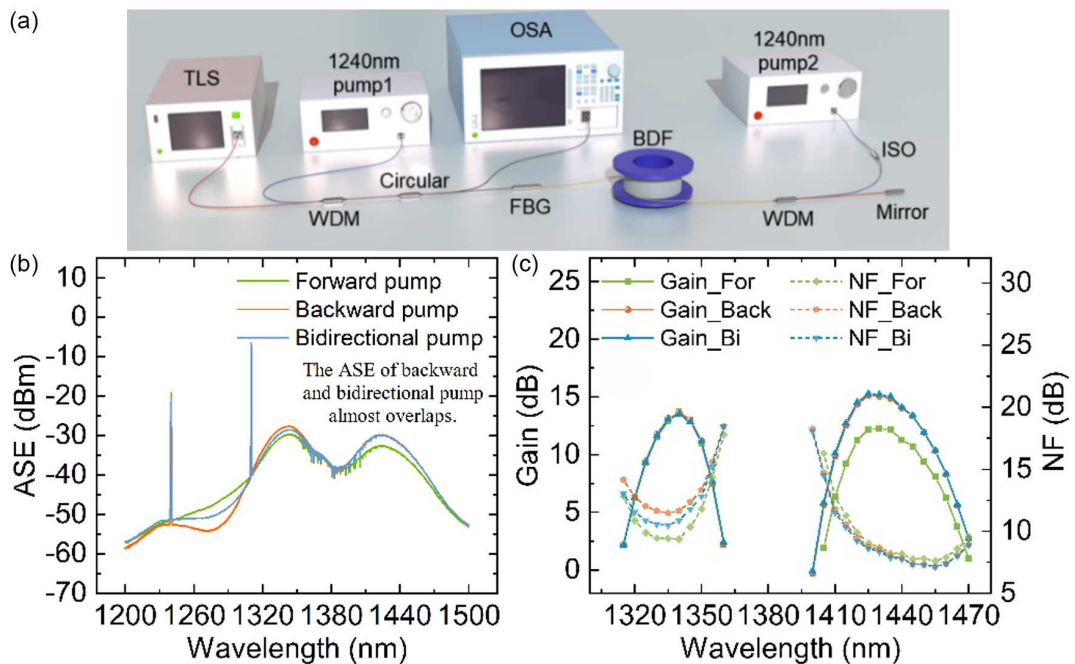 (a)
OSA
1240nm
pump1
1240nm
pump2
TLS
BDF
ISO
Circular
WDM
FBG
WDM
Mirror
(b)
Forward pump
Backward pump
Bidirectional pump
The ASE of backward
and bidirectional pump
almost overlaps.
ASE (dBm)
10
0
-10
-20
-30
-40
-50
-60
-70
1200 1260 1320 1380 1440 1500
Wavelength (nm)
(c)
Gain_For
Gain_Back
Gain_Bi
NF_For
NF_Back
NF_Bi
Gain (dB)
25
20
15
10
5
0
NF (dB)
30
25
20
15
10
5
1320 1350 1380 1410 1440 1470
Wavelength (nm)